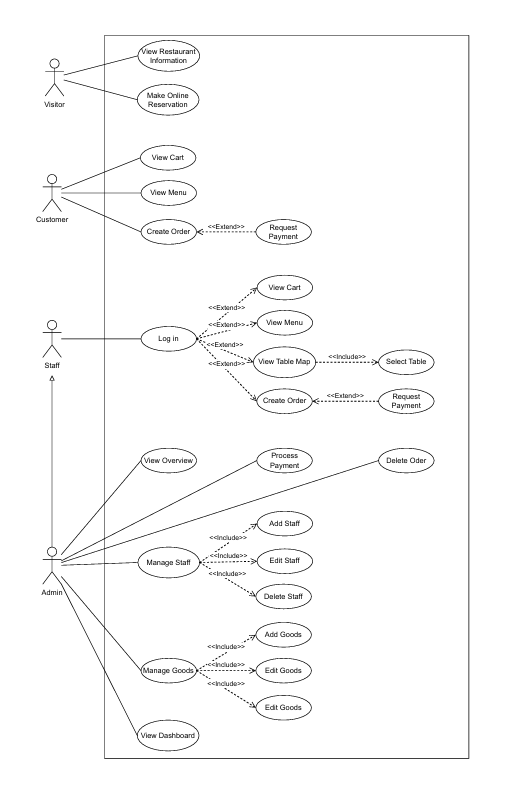 View Restaurant
Information
Visitor
Make Online
Reservation
View Cart
View Menu
Customer
Create Order
<<Extend>>
Request
Payment
View Cart
<<Extend>>
View Menu
<<Extend>>
Log in
<<Extend>>
View Table Map
<<Include>>
Select Table
Staff
<<Extend>>
Create Order
<<Extend>>
Request
Payment
View Overview
Process
Payment
Delete Oder
Add Staff
<<Include>>
<<Include>>
Manage Staff
Edit Staff
<<Include>>
Admin
Delete Staff
Add Goods
<<Include>>
<<Include>>
Manage Goods
Edit Goods
<<Include>>
Edit Goods
View Dashboard